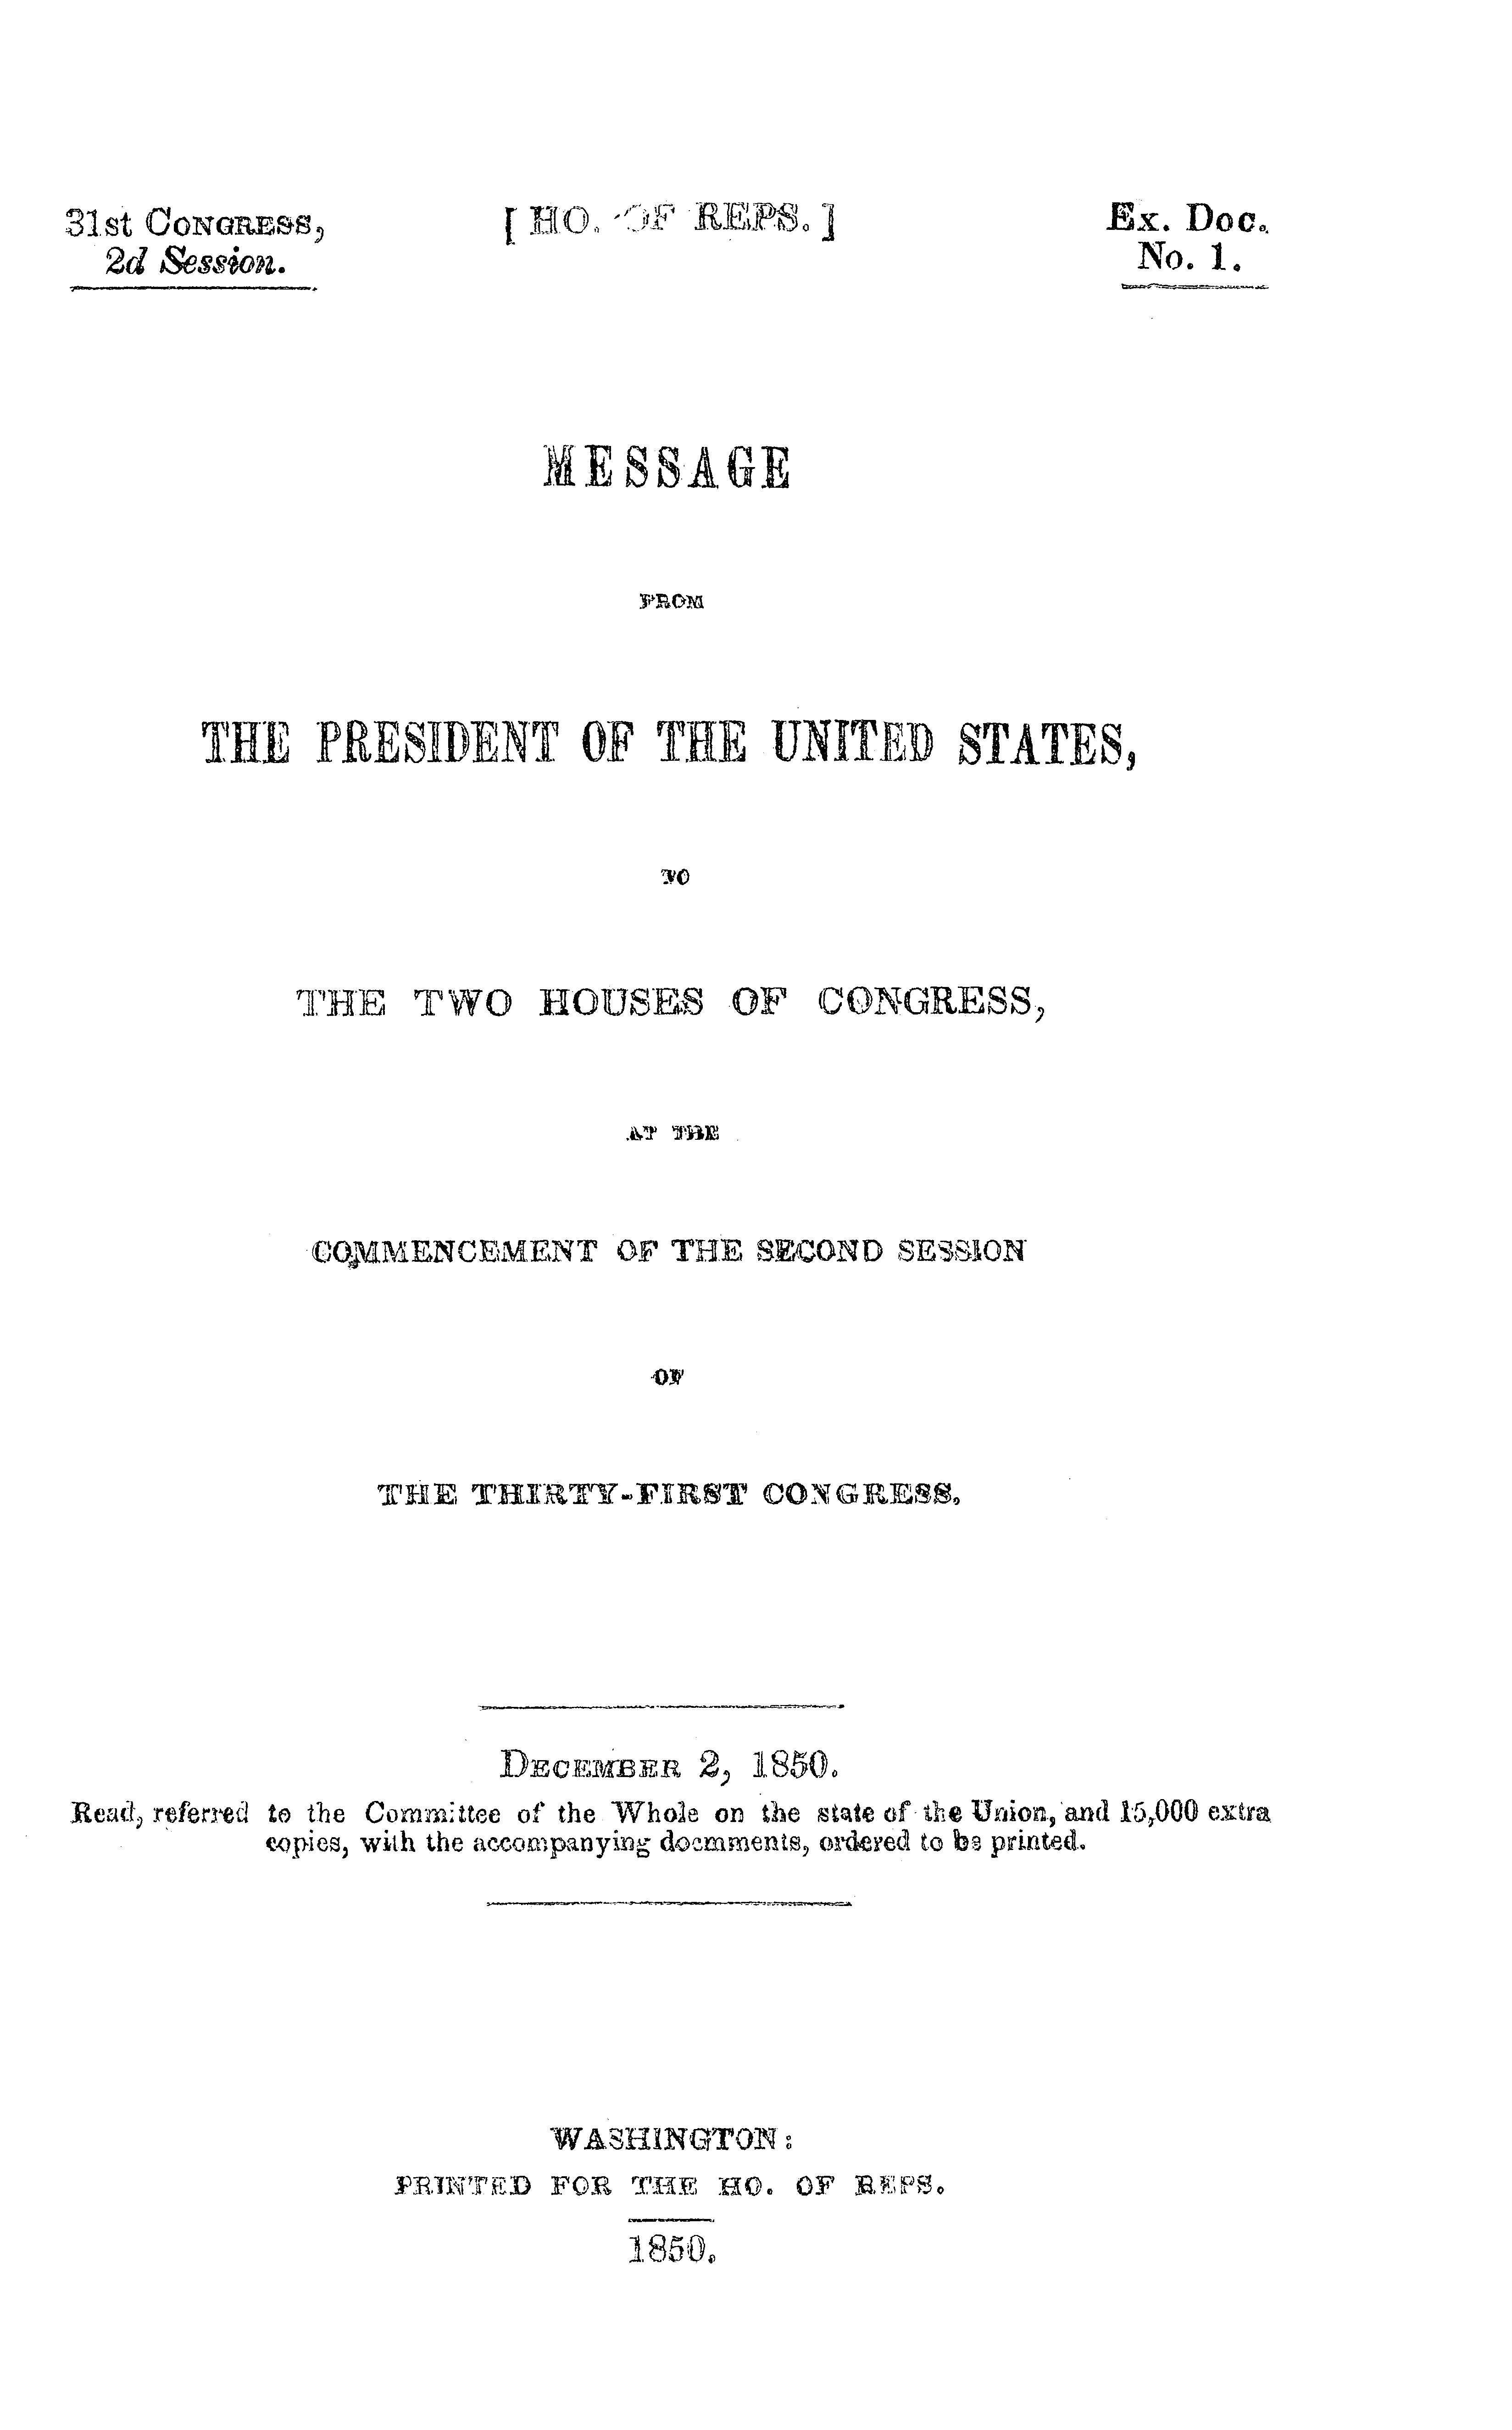 31st CONGRESS,
2d Session.
[ HO. OF REPS. ]
Ex. Doc.
No. 1.
MESSAGE
FROM
THE PRESIDENT OF THE UNITED STATES,
TO
THE TWO HOUSES OF CONGRESS,
AT THE
COMMENCEMENT OF THE SECOND SESSION
OF
THE THIRTY-FIRST CONGRESS.
DECEMBER 2, 1850.
Read, referred to the Committee of the Whole on the state of the Union, and 15,000 extra
copies, with the accompanying docmments, ordered to be printed.
WASHINGTON:
PRINTED FOR THE HO. OF REPS.
1850.